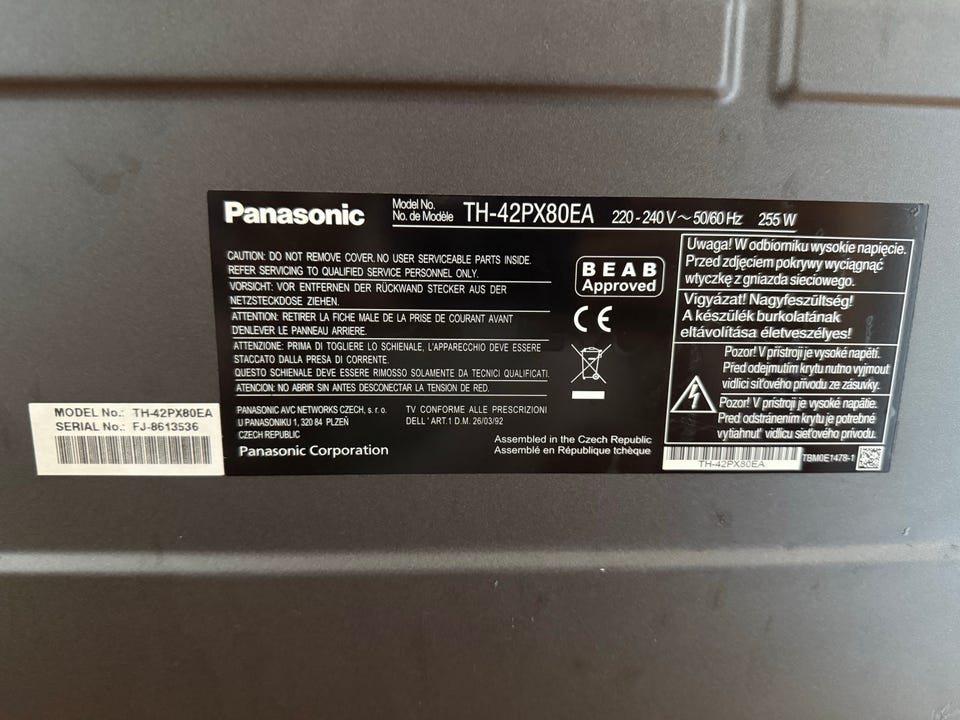 Panasonic
Model No.
No. de Modèle
TH-42PX80EA 220-240 V ~ 50/60 Hz 255 W
CAUTION: DO NOT REMOVE COVER. NO USER SERVICEABLE PARTS INSIDE.
REFER SERVICING TO QUALIFIED SERVICE PERSONNEL ONLY.
VORSICHT: VOR ENTFERNEN DER RÜCKWAND STECKER AUS DER
NETZSTECKDOSE ZIEHEN.
ATTENTION: RETIRER LA FICHE MALE DE LA PRISE DE COURANT AVANT
D'ENLEVER LE PANNEAU ARRIERE.
ATTENZIONE: PRIMA DI TOGLIERE LO SCHIENALE, L'APPARECCHIO DEVE ESSERE
STACCATO DALLA PRESA DI CORRENTE.
QUESTO SCHIENALE DEVE ESSERE RIMOSSO SOLAMENTE DA TECNICI QUALIFICATI.
ATENCION: NO ABRIR SIN ANTES DESCONECTAR LA TENSION DE RED.
PANASONIC AVC NETWORKS CZECH, s. r. o.
U PANASONIKU 1, 320 84 PLZEŇ
CZECH REPUBLIC
TV CONFORME ALLE PRESCRIZIONI
DELL' ART.1 D.M. 26/03/92
Panasonic Corporation
Assembled in the Czech Republic
Assemblé en République tchèque
BEAB
Approved
CE
Uwaga! W odbiorniku wysokie napięcie.
Przed zdjęciem pokrywy wyciągnąć
wtyczkę z gniazda sieciowego.
Vigyázat! Nagyfeszültség!
A készülék burkolatának
eltávolítása életveszélyes!
Pozor! V přístroji je vysoké napětí.
Před odejmutím krytu nutno vyjmout
vidlici síťového přívodu ze zásuvky.
Pozor! V prístroji je vysoké napätie.
Pred odstránením krytu je potrebné
vytiahnuť vidlicu sieťového prívodu.
TH-42PX80EA
TBM0E1478-1
MODEL No.: TH-42PX80EA
SERIAL No.: FJ-8613536